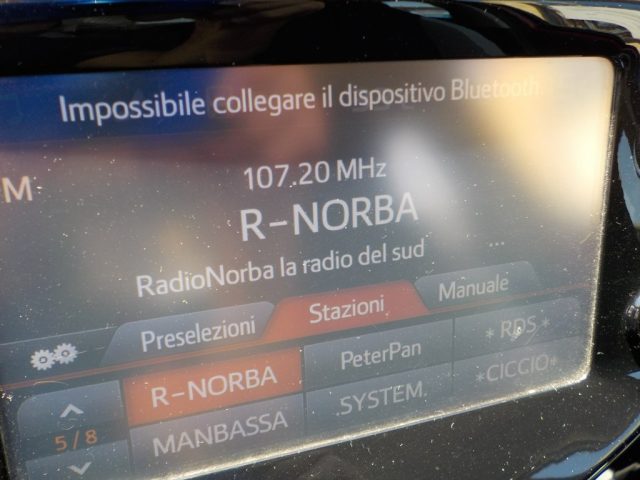 Impossibile collegare il dispositivo Bluetooth.
M
107.20 MHz
R-NORBA
RadioNorba la radio del sud
...
Preselezioni Stazioni Manuale
R-NORBA PeterPan *RDS*
5/8
MANBASSA .SYSTEM. *CICCIO*